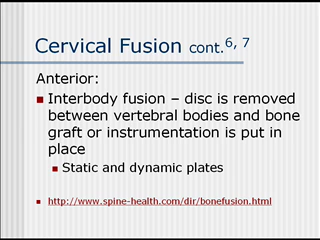 Cervical Fusion cont.6, 7
Anterior:
Interbody fusion – disc is removed
between vertebral bodies and bone
graft or instrumentation is put in
place
Static and dynamic plates
http://www.spine-health.com/dir/bonefusion.html